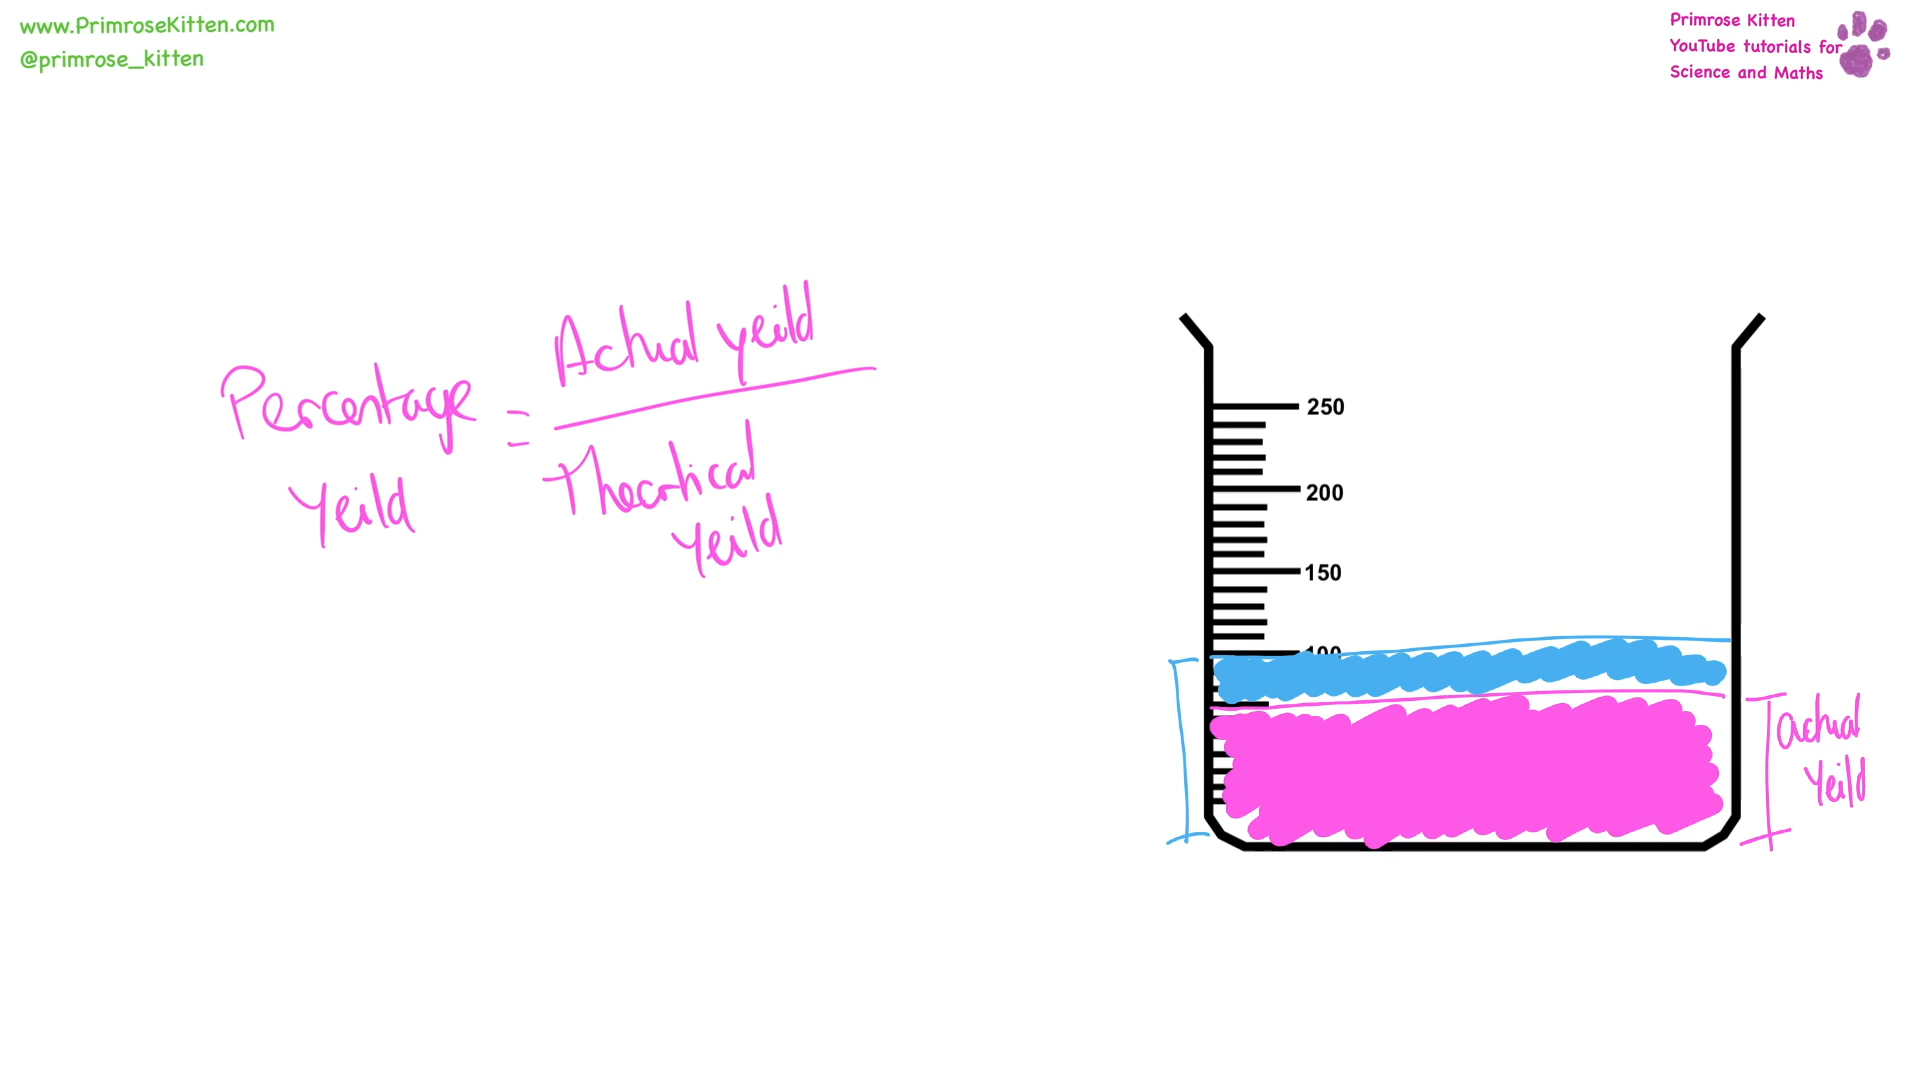 www.PrimroseKitten.com
@primrose_kitten
Primrose Kitten
YouTube tutorials for
Science and Maths
Percentage
Yeild
=
Actual yeild
Theoretical
Yeild
250
200
150
100
actual
Yeild